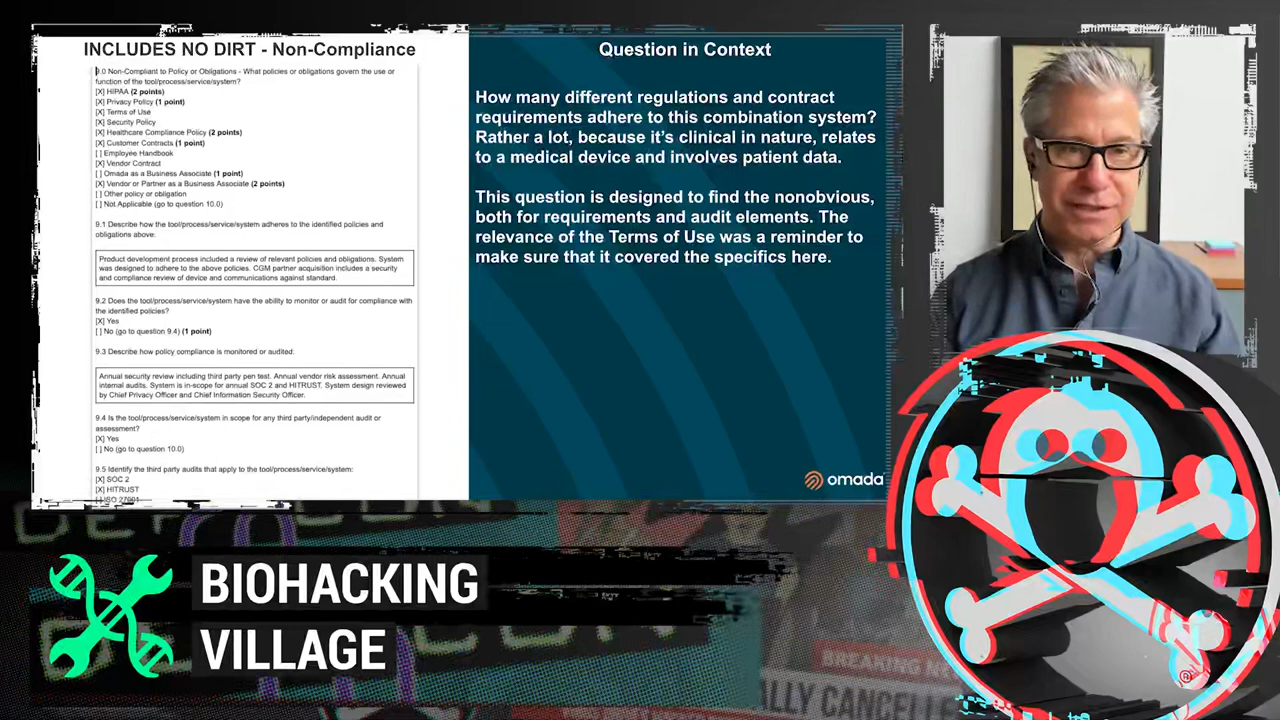 INCLUDES NO DIRT - Non-Compliance
9.0 Non-Compliant to Policy or Obligations - What policies or obligations govern the use or
function of the tool/process/service/system?
[X] HIPAA (2 points)
[X] Privacy Policy (1 point)
[X] Terms of Use
[X] Security Policy
[X] Healthcare Compliance Policy (2 points)
[X] Customer Contracts (1 point)
[ ] Employee Handbook
[X] Vendor Contract
[ ] Omada as a Business Associate (1 point)
[X] Vendor or Partner as a Business Associate (2 points)
[ ] Other policy or obligation
[ ] Not Applicable (go to question 10.0)
9.1 Describe how the tool/process/service/system adheres to the identified policies and
obligations above:
Product development process included a review of relevant policies and obligations. System
was designed to adhere to the above policies. CGM partner acquisition includes a security
and compliance review of device and communications against standard.
9.2 Does the tool/process/service/system have the ability to monitor or audit for compliance with
the identified policies?
[X] Yes
[ ] No (go to question 9.4) (1 point)
9.3 Describe how policy compliance is monitored or audited:
Annual security review including third party pen test. Annual vendor risk assessment. Annual
internal audits. System is in-scope for annual SOC 2 and HITRUST. System design reviewed
by Chief Privacy Officer and Chief Information Security Officer.
9.4 Is the tool/process/service/system in scope for any third party/independent audit or
assessment?
[X] Yes
[ ] No (go to question 10.0)
9.5 Identify the third party audits that apply to the tool/process/service/system:
[X] SOC 2
[X] HITRUST
[ ] ISO 27001
Question in Context
How many different regulations and contract
requirements adhere to this combination system?
Rather a lot, because it's clinical in nature, relates
to a medical device and involves patient data.
This question is designed to find the non-obvious,
both for requirements and audit elements. The
relevance of the Terms of Use was a reminder to
make sure that it covered the specifics here.
omada
BIOHACKING
VILLAGE
BREAKING NE
LLY CANCELLE